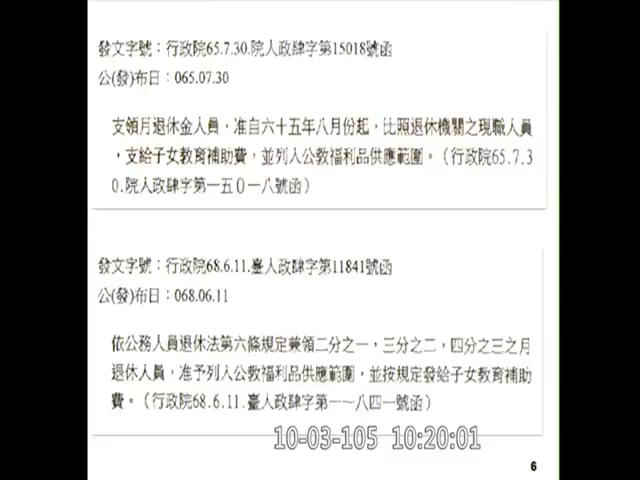 發文字號：行政院65.7.30.院人政肆字第15018號函
公(發)布日：065.07.30
支領月退休金人員，准自六十五年八月份起，比照退休機關之現職人員
，支給子女教育補助費，並列入公教福利品供應範圍。（行政院65.7.3
0.院人政肆字第一五０一八號函）
發文字號：行政院68.6.11.臺人政肆字第11841號函
公(發)布日：068.06.11
依公務人員退休法第六條規定兼領二分之一，三分之二，四分之三之月
退休人員，准予列入公教福利品供應範圍，並按規定發給子女教育補助
費。（行政院68.6.11.臺人政肆字第一一八四一號函）
10-03-105 10:20:01
6